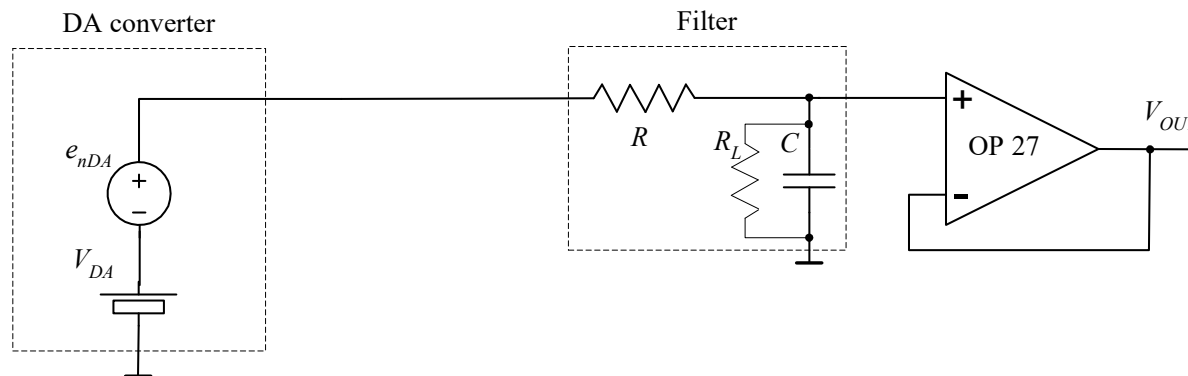 DA converter
Filter
e_nDA
+
−
V_DA
R
R_L
C
+
-
OP 27
V_OU